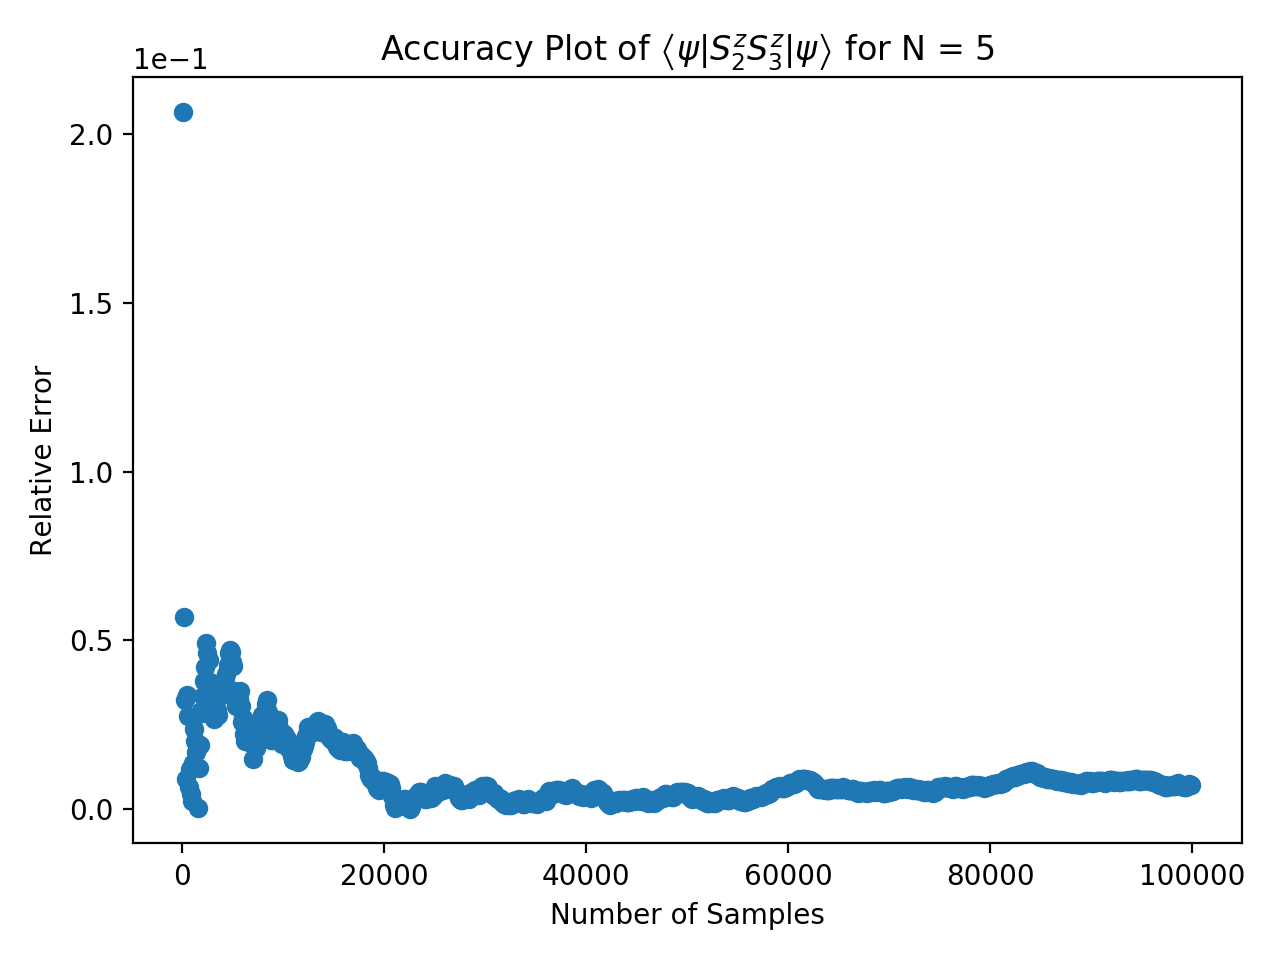 Accuracy Plot of ⟨ψ|S₂ᶻS₃ᶻ|ψ⟩ for N = 5
1e−1
2.0
1.5
1.0
0.5
0.0
Relative Error
0 20000 40000 60000 80000 100000
Number of Samples